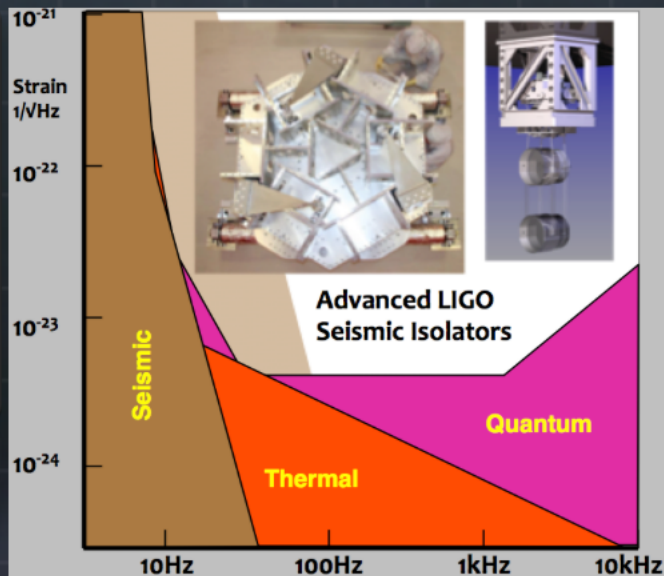 10-21
Strain
1/√Hz
10-22
10-23
10-24
Advanced LIGO
Seismic Isolators
Seismic
Quantum
Thermal
10Hz 100Hz 1kHz 10kHz